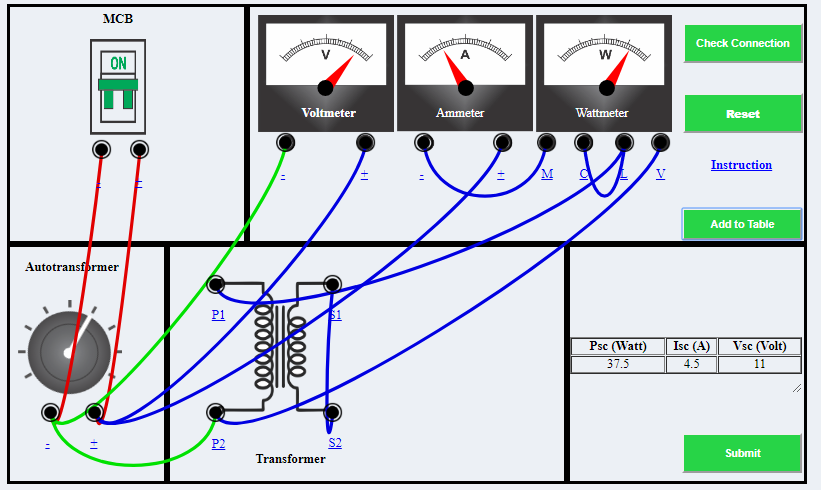 MCB
ON
- +
V
Voltmeter
- +
A
Ammeter
- +
W
Wattmeter
M C L V
Check Connection
Reset
Instruction
Add to Table
Autotransformer
- +
P1
S1
P2
S2
Transformer
Psc (Watt) Isc (A) Vsc (Volt)
37.5 4.5 11
Submit